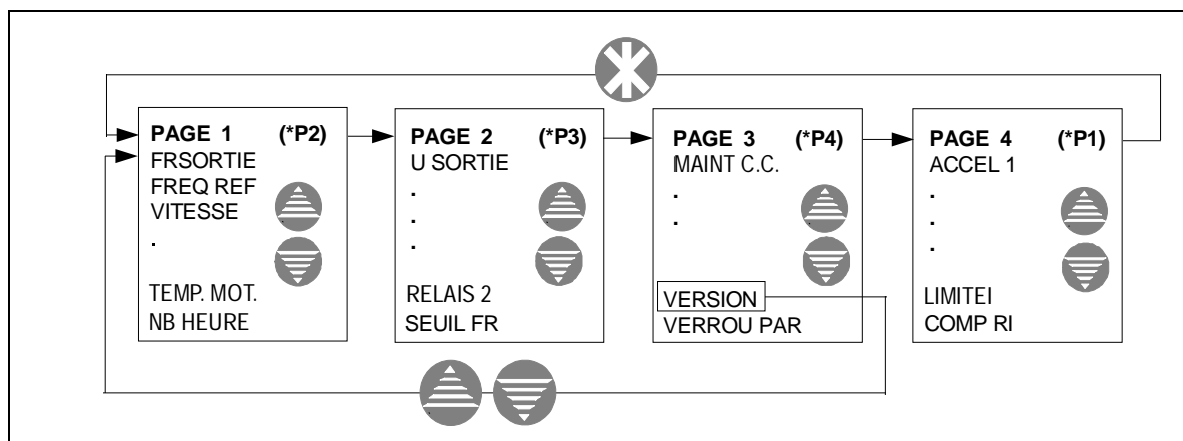 PAGE 1 (*P2)
FRSORTIE
FREQ REF
VITESSE
.
TEMP. MOT.
NB HEURE
PAGE 2 (*P3)
U SORTIE
.
.
.
RELAIS 2
SEUIL FR
PAGE 3 (*P4)
MAINT C.C.
.
.
VERSION
VERROU PAR
PAGE 4 (*P1)
ACCEL 1
.
.
.
LIMITEI
COMP RI